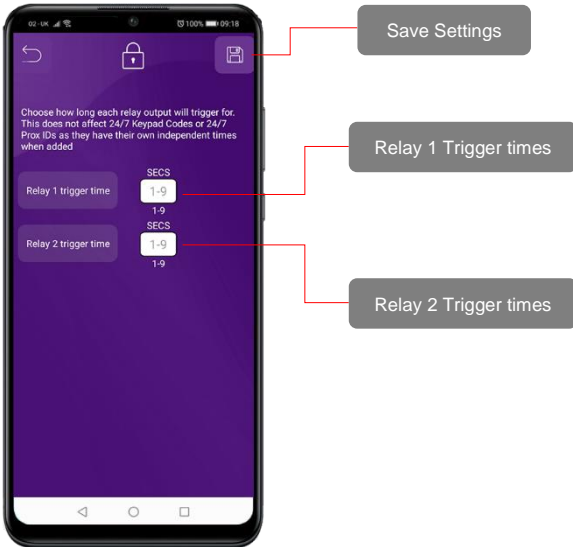 02-UK 100% 09:18
Save Settings
Choose how long each relay output will trigger for.
This does not affect 24/7 Keypad Codes or 24/7
Prox IDs as they have their own independent times
when added
Relay 1 Trigger times
SECS
Relay 1 trigger time 1-9
1-9
SECS
Relay 2 trigger time 1-9
1-9
Relay 2 Trigger times